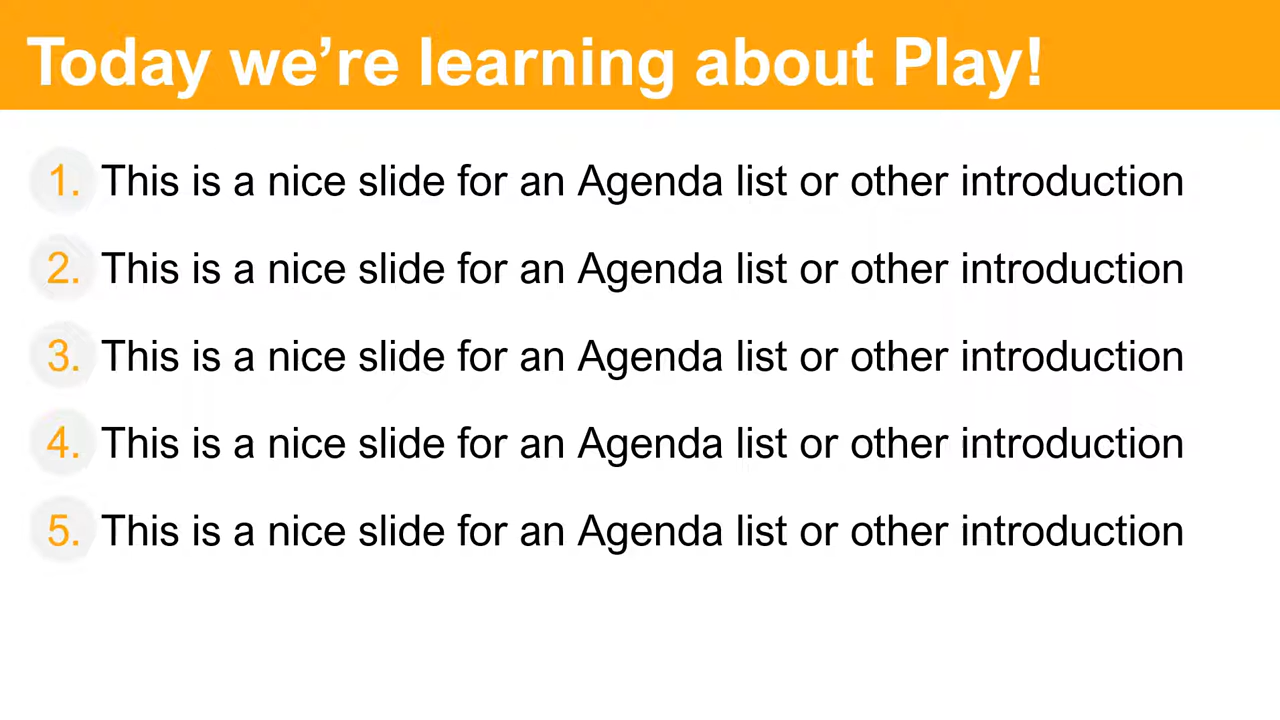 Today we’re learning about Play!
1. This is a nice slide for an Agenda list or other introduction
2. This is a nice slide for an Agenda list or other introduction
3. This is a nice slide for an Agenda list or other introduction
4. This is a nice slide for an Agenda list or other introduction
5. This is a nice slide for an Agenda list or other introduction